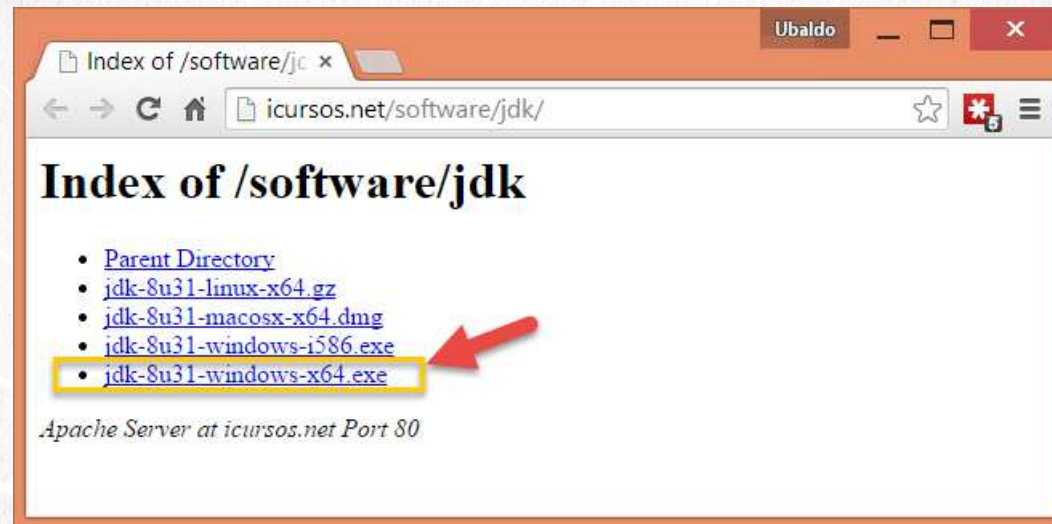 Ubaldo
Index of /software/jc
icursos.net/software/jdk/
5
Index of /software/jdk
Parent Directory
jdk-8u31-linux-x64.gz
jdk-8u31-macosx-x64.dmg
jdk-8u31-windows-i586.exe
jdk-8u31-windows-x64.exe
Apache Server at icursos.net Port 80